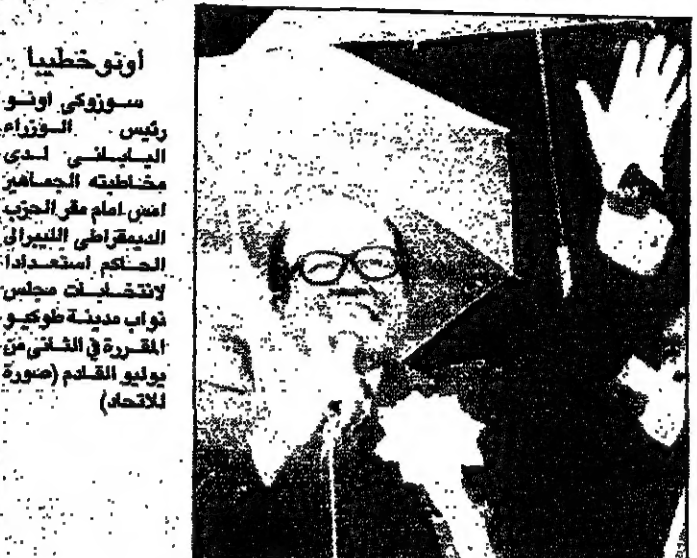 أونو خطيبا
سوزوكي اونو
رئيس الوزراء
الياباني لدى
مخاطبته الجماهير
امس امام مقر الحزب
الديمقراطي الليبرالي
الحاكم استعدادا
لانتخابات مجلس
نواب مدينة طوكيو
المقررة في الثاني من
يوليو القادم (صورة
للاتحاد)